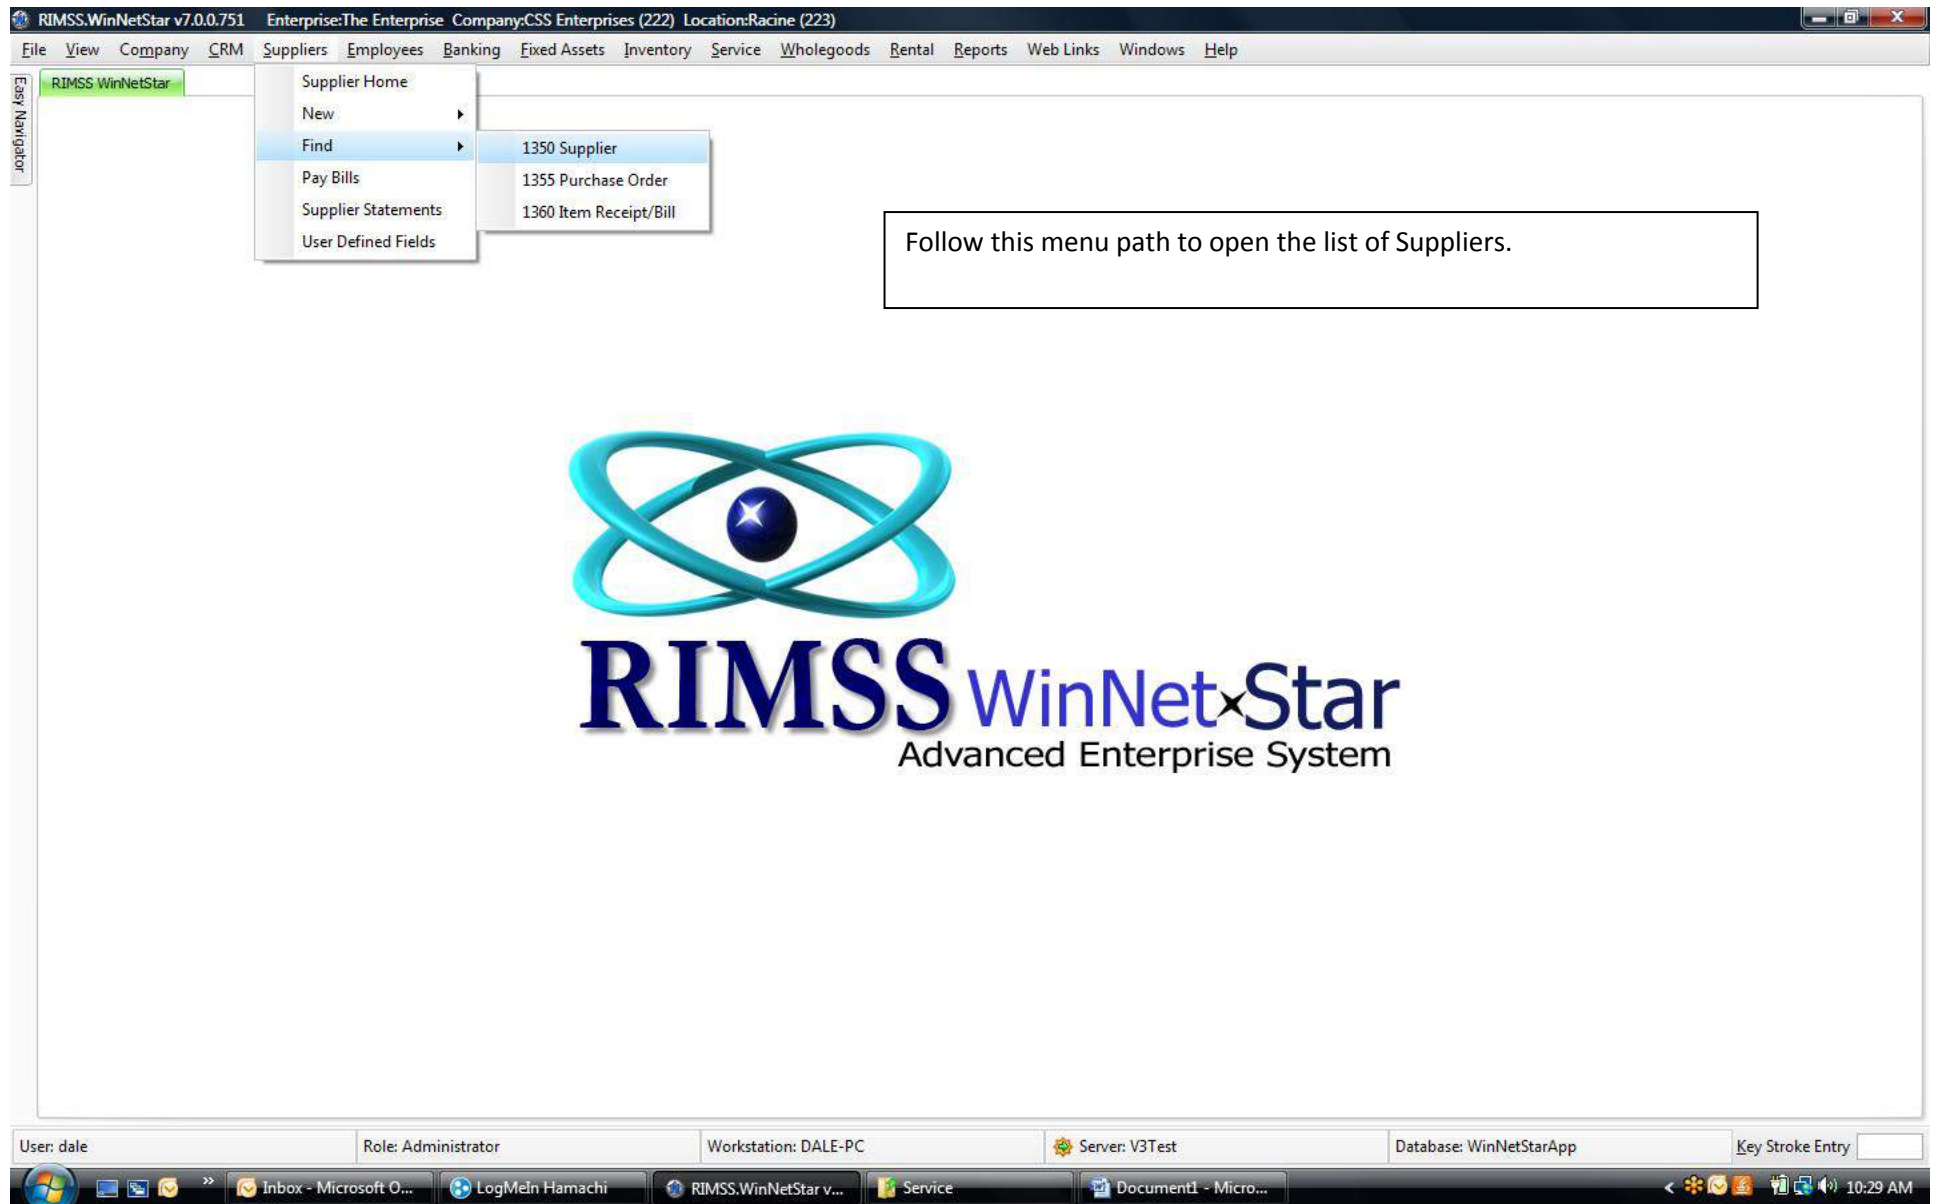 RIMSS.WinNetStar v7.0.0.751 Enterprise:The Enterprise Company:CSS Enterprises (222) Location:Racine (223)
File View Company CRM Suppliers Employees Banking Fixed Assets Inventory Service Wholegoods Rental Reports Web Links Windows Help
Easy Navigator
RIMSS WinNetStar
Supplier Home
New
Find
Pay Bills
Supplier Statements
User Defined Fields
1350 Supplier
1355 Purchase Order
1360 Item Receipt/Bill
Follow this menu path to open the list of Suppliers.
RIMSS WinNet Star
Advanced Enterprise System
User: dale Role: Administrator Workstation: DALE-PC Server: V3Test Database: WinNetStarApp Key Stroke Entry
Inbox - Microsoft O... LogMeIn Hamachi RIMSS.WinNetStar v... Service Document1 - Micro... 10:29 AM